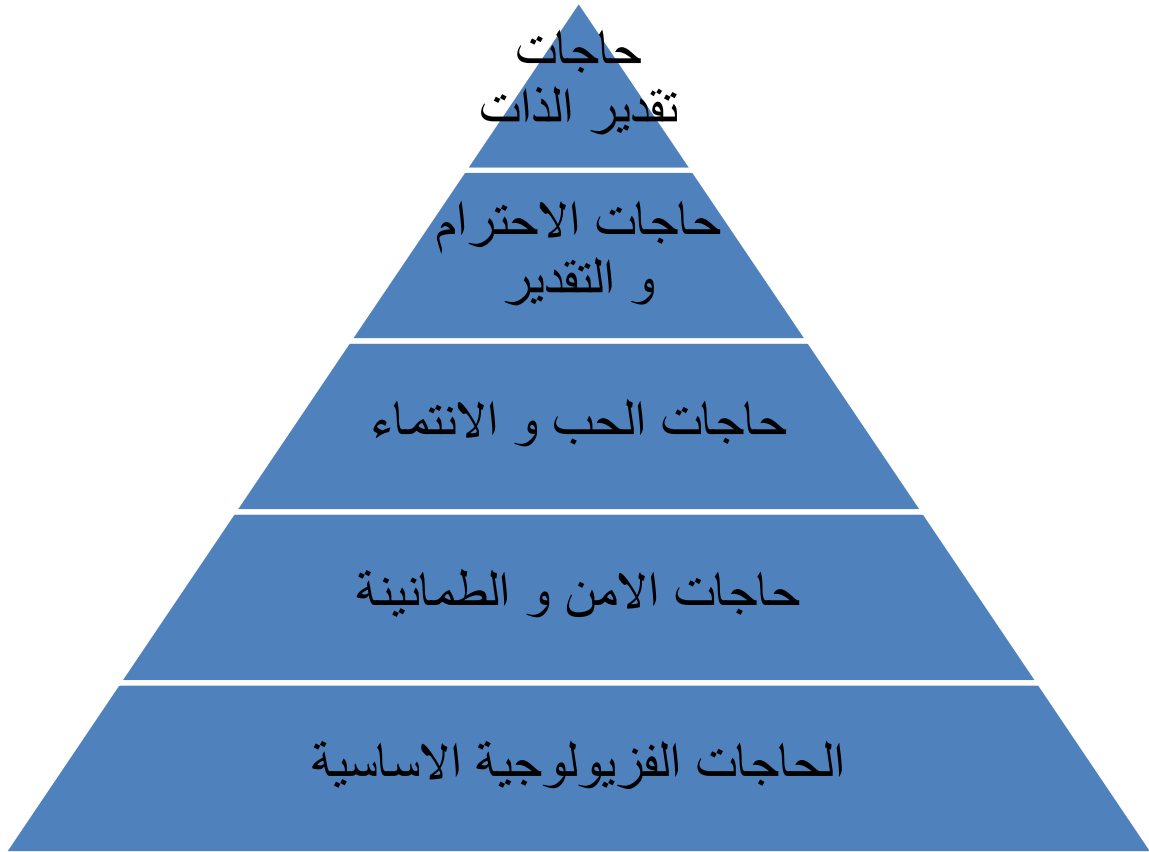 حاجات
تقدير الذات
حاجات الاحترام
و التقدير
حاجات الحب و الانتماء
حاجات الامن و الطمانينة
الحاجات الفزيولوجية الاساسية